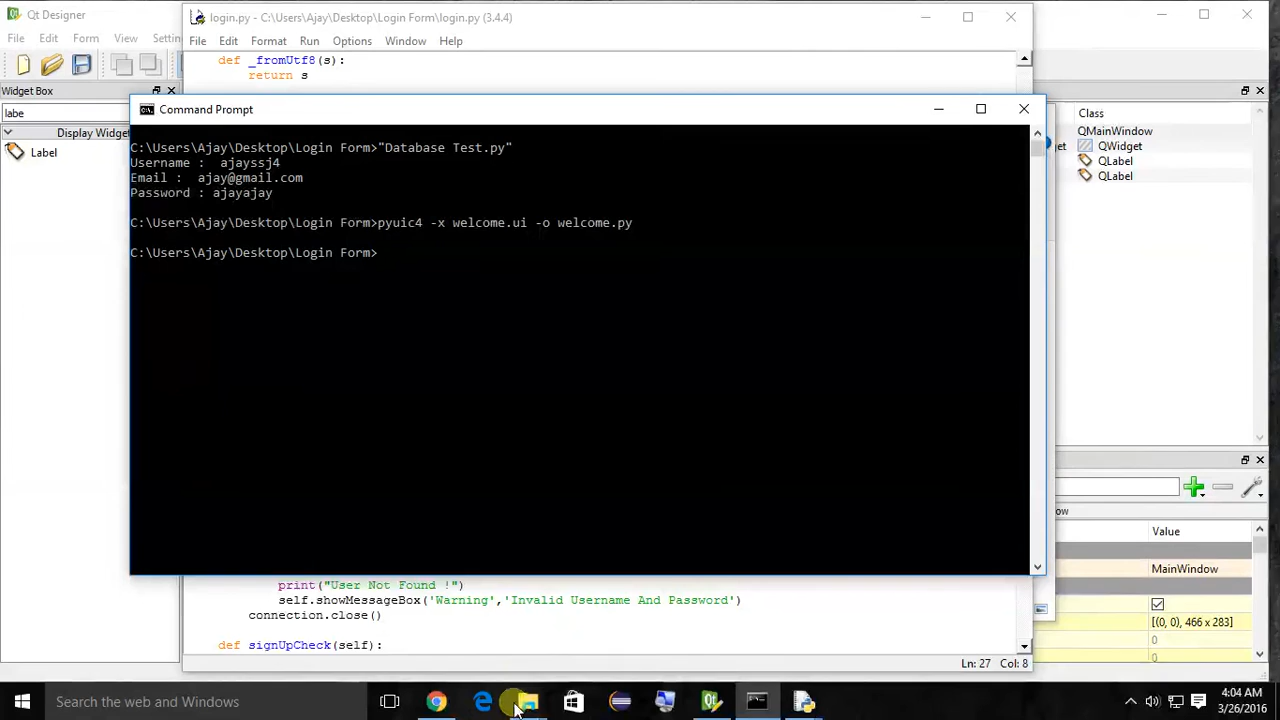 Qt Designer
login.py - C:\Users\Ajay\Desktop\Login Form\login.py (3.4.4)
File Edit Form View Settin
File Edit Format Run Options Window Help
def _fromUtf8(s):
return s
Widget Box
labe
Display Widge
Label
Command Prompt
C:\Users\Ajay\Desktop\Login Form>"Database Test.py"
Username :  ajayssj4
Email :  ajay@gmail.com
Password : ajayajay
C:\Users\Ajay\Desktop\Login Form>pyuic4 -x welcome.ui -o welcome.py
C:\Users\Ajay\Desktop\Login Form>
Class
QMainWindow
get QWidget
QLabel
QLabel
ow
Value
MainWindow
[(0, 0), 466 x 283]
0
0
print("User Not Found !")
self.showMessageBox('Warning','Invalid Username And Password')
connection.close()
def signUpCheck(self):
Ln: 27 Col: 8
Search the web and Windows
4:04 AM
3/26/2016